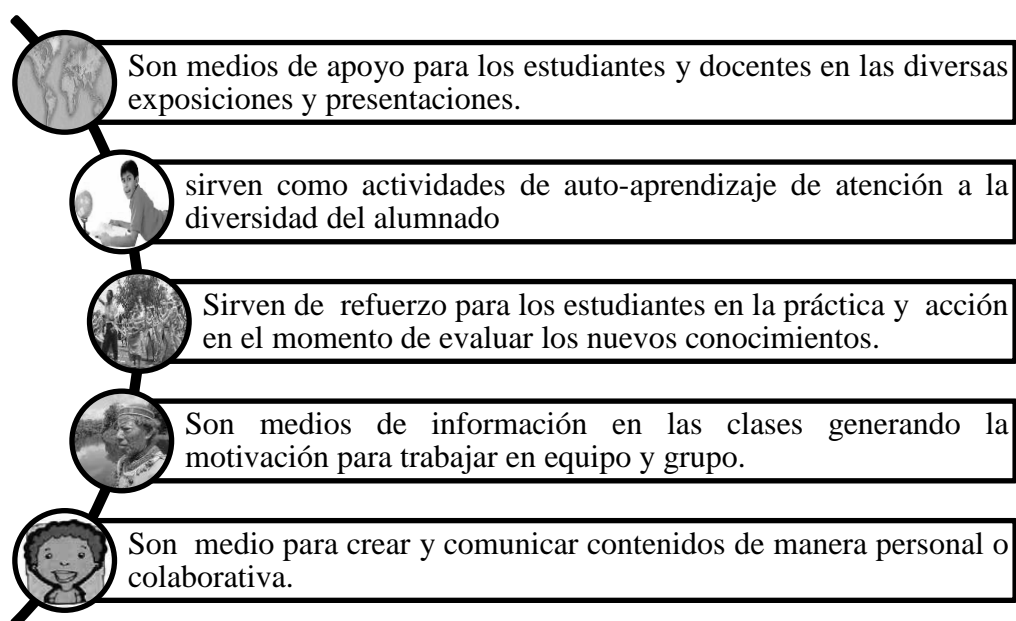 Son medios de apoyo para los estudiantes y docentes en las diversas
exposiciones y presentaciones.
sirven como actividades de auto-aprendizaje de atención a la
diversidad del alumnado
Sirven de refuerzo para los estudiantes en la práctica y acción
en el momento de evaluar los nuevos conocimientos.
Son medios de información en las clases generando la
motivación para trabajar en equipo y grupo.
Son medio para crear y comunicar contenidos de manera personal o
colaborativa.